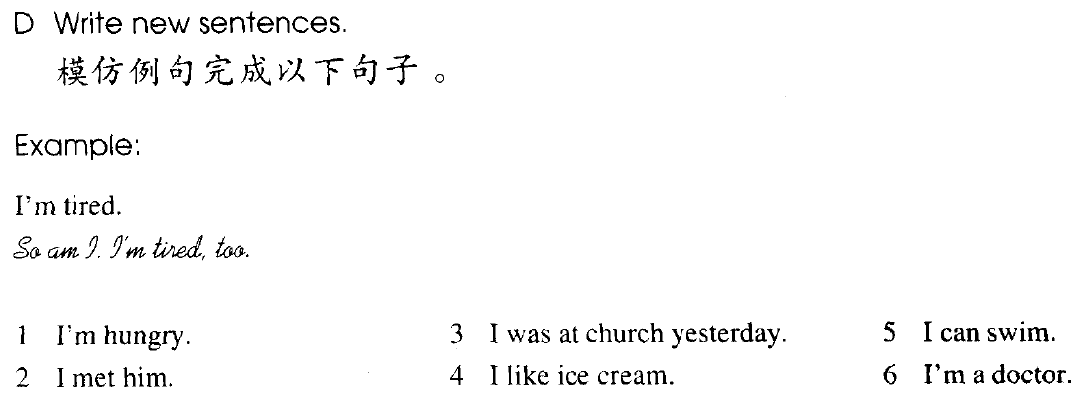 D Write new sentences.
模仿例句完成以下句子。
Example:
I'm tired.
So am I. I'm tired, too.
1 I'm hungry.
2 I met him.
3 I was at church yesterday.
4 I like ice cream.
5 I can swim.
6 I'm a doctor.